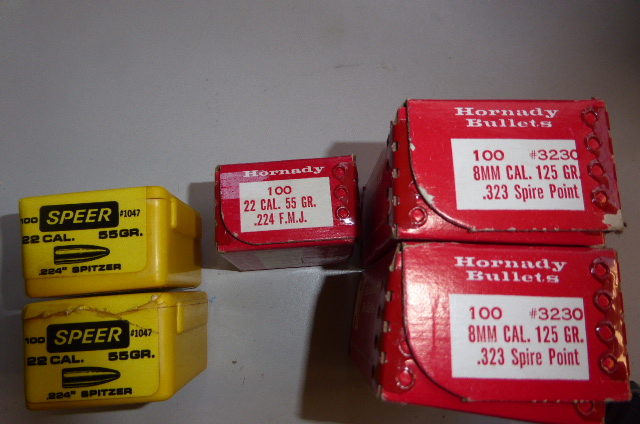 100 SPEER #1047
22 CAL. 55GR.
.224" SPITZER
100 SPEER #1047
22 CAL. 55GR.
.224" SPITZER
Hornady
100
22 CAL. 55 GR.
.224 F.M.J.
Hornady
Bullets
100 #3230
8MM CAL. 125 GR.
.323 Spire Point
Hornady
Bullets
100 #3230
8MM CAL. 125 GR.
.323 Spire Point